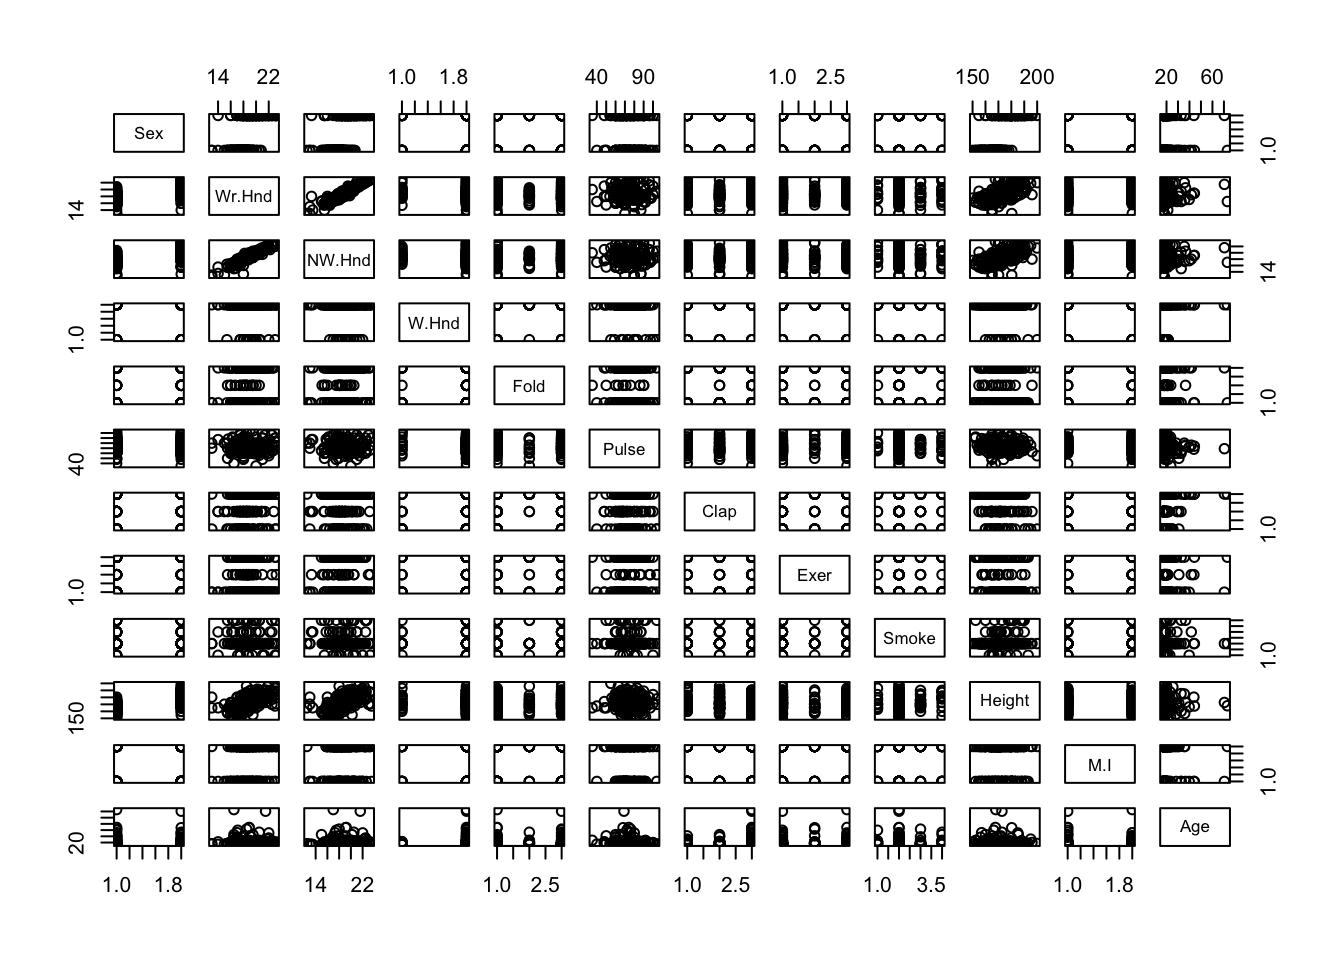 14 22 1.0 1.8 40 90 1.0 2.5 150 200 20 60
Sex 1.0
14 Wr.Hnd
NW.Hnd 14
1.0 W.Hnd
Fold 1.0
40 Pulse
Clap 1.0
1.0 Exer
Smoke 1.0
150 Height
M.I 1.0
20 Age
1.0 1.8 14 22 1.0 2.5 1.0 2.5 1.0 3.5 1.0 1.8